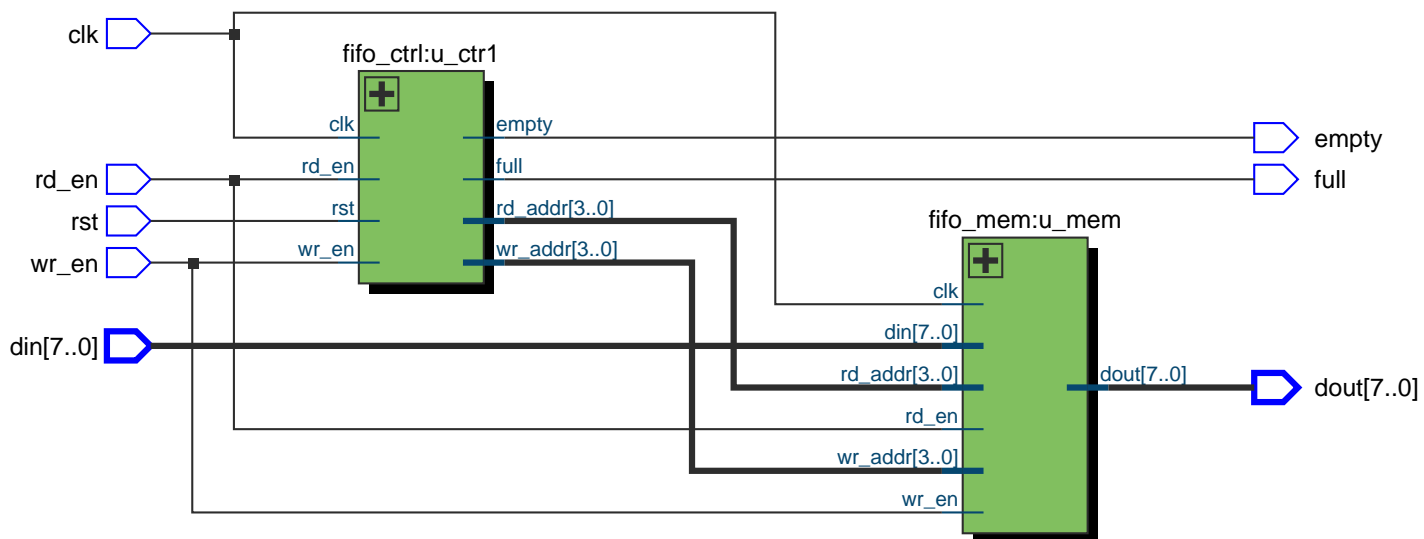 clk
fifo_ctrl:u_ctr1
clk
empty
empty
rd_en
rd_en
full
full
rst
rst
rd_addr[3..0]
wr_en
wr_en
wr_addr[3..0]
fifo_mem:u_mem
clk
din[7..0]
din[7..0]
rd_addr[3..0]
dout[7..0]
dout[7..0]
rd_en
wr_addr[3..0]
wr_en